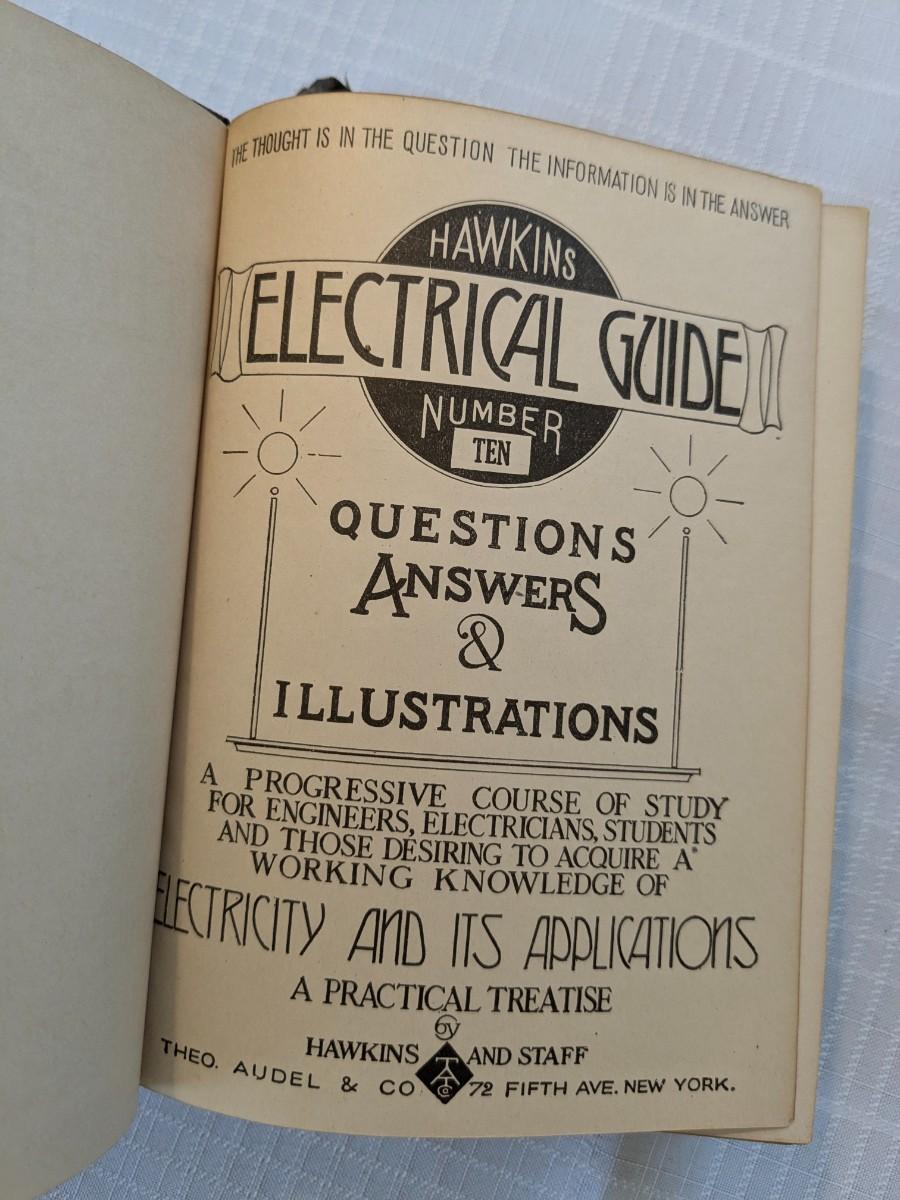 THE THOUGHT IS IN THE QUESTION THE INFORMATION IS IN THE ANSWER
HAWKINS
ELECTRICAL GUIDE
NUMBER
TEN
QUESTIONS
ANSWERS
&
ILLUSTRATIONS
A PROGRESSIVE COURSE OF STUDY
FOR ENGINEERS, ELECTRICIANS, STUDENTS
AND THOSE DESIRING TO ACQUIRE A
WORKING KNOWLEDGE OF
ELECTRICITY AND ITS APPLICATIONS
A PRACTICAL TREATISE
by
HAWKINS AND STAFF
THEO. AUDEL & CO. 72 FIFTH AVE. NEW YORK.